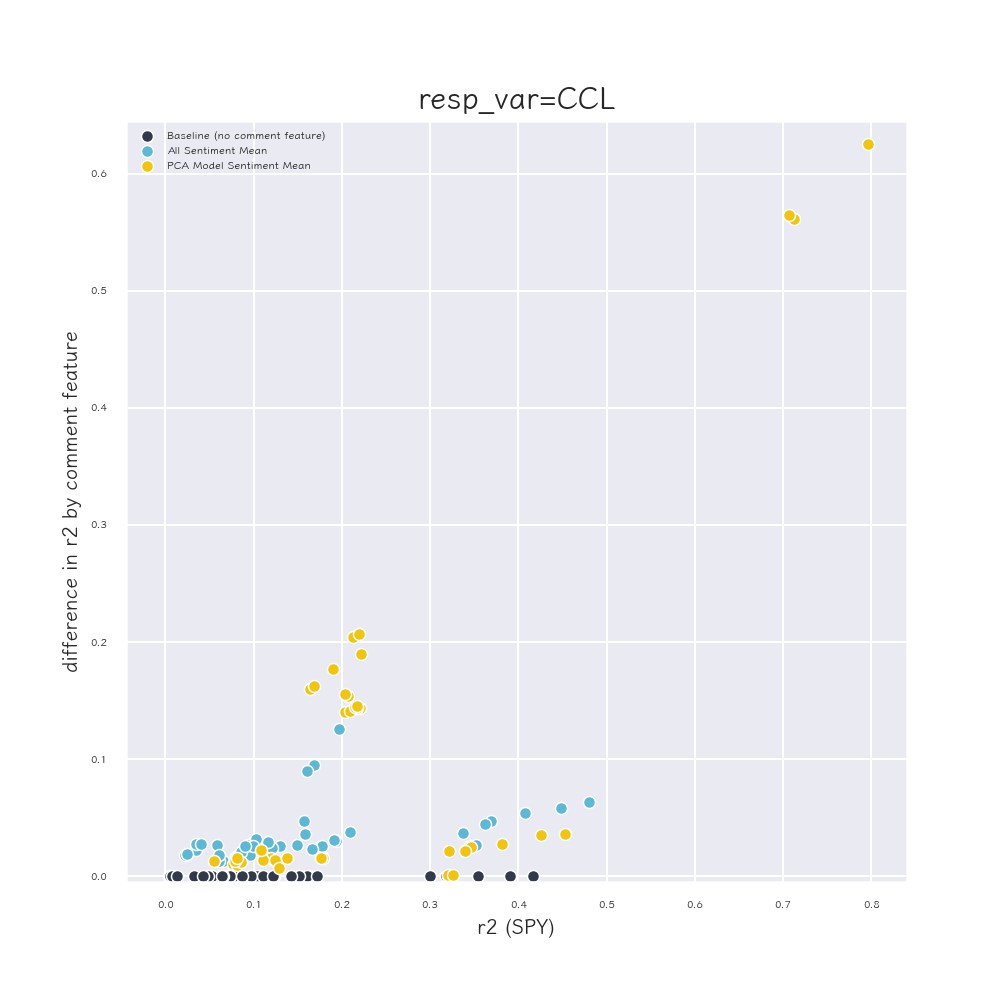 resp_var=CCL
Baseline (no comment feature)
All Sentiment Mean
PCA Model Sentiment Mean
difference in r2 by comment feature
0.6
0.5
0.4
0.3
0.2
0.1
0.0
0.0 0.1 0.2 0.3 0.4 0.5 0.6 0.7 0.8
r2 (SPY)